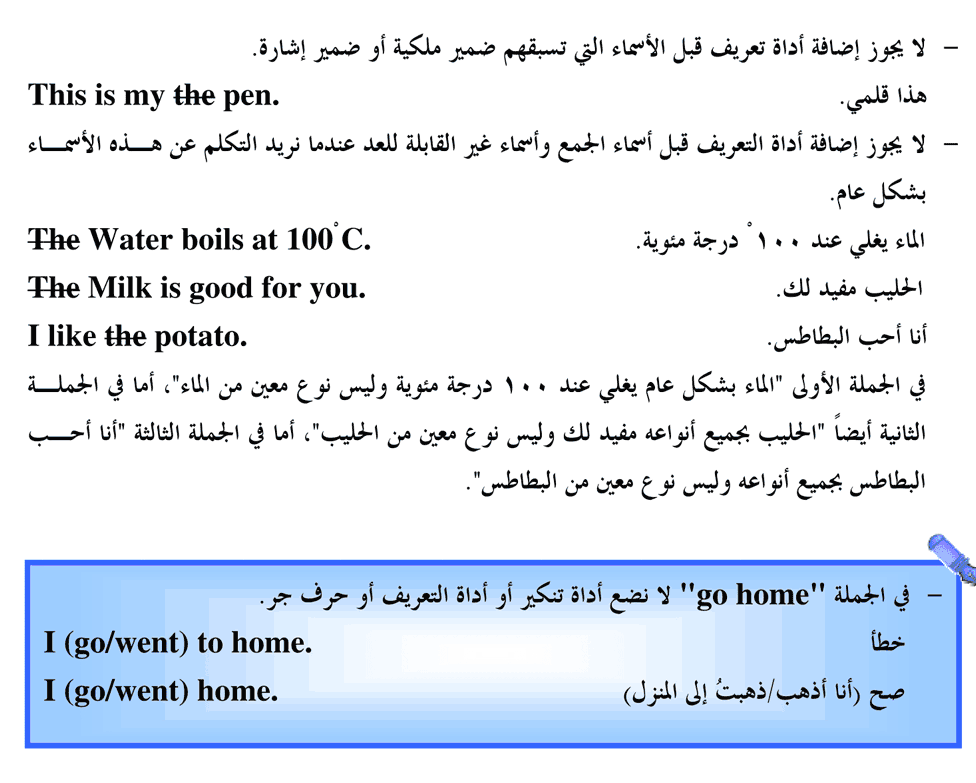 – لا يجوز إضافة أداة تعريف قبل الأسماء التي تسبقهم ضمير ملكية أو ضمير إشارة.
هذا قلمي. This is my the pen.
– لا يجوز إضافة أداة التعريف قبل أسماء الجمع وأسماء غير القابلة للعد عندما نريد التكلم عن هـــذه الأسمـــاء
بشكل عام.
الماء يغلي عند ١٠٠° درجة مئوية. The Water boils at 100°C.
الحليب مفيد لك. The Milk is good for you.
أنا أحب البطاطس. I like the potato.
في الجملة الأولى "الماء بشكل عام يغلي عند ١٠٠ درجة مئوية وليس نوع معين من الماء"، أما في الجملـــة
الثانية أيضاً "الحليب بجميع أنواعه مفيد لك وليس نوع معين من الحليب"، أما في الجملة الثالثة "أنا أحـــب
البطاطس بجميع أنواعه وليس نوع معين من البطاطس".
– في الجملة "go home" لا نضع أداة تنكير أو أداة التعريف أو حرف جر.
خطأ I (go/went) to home.
صح (أنا أذهب/ذهبتُ إلى المنزل) I (go/went) home.